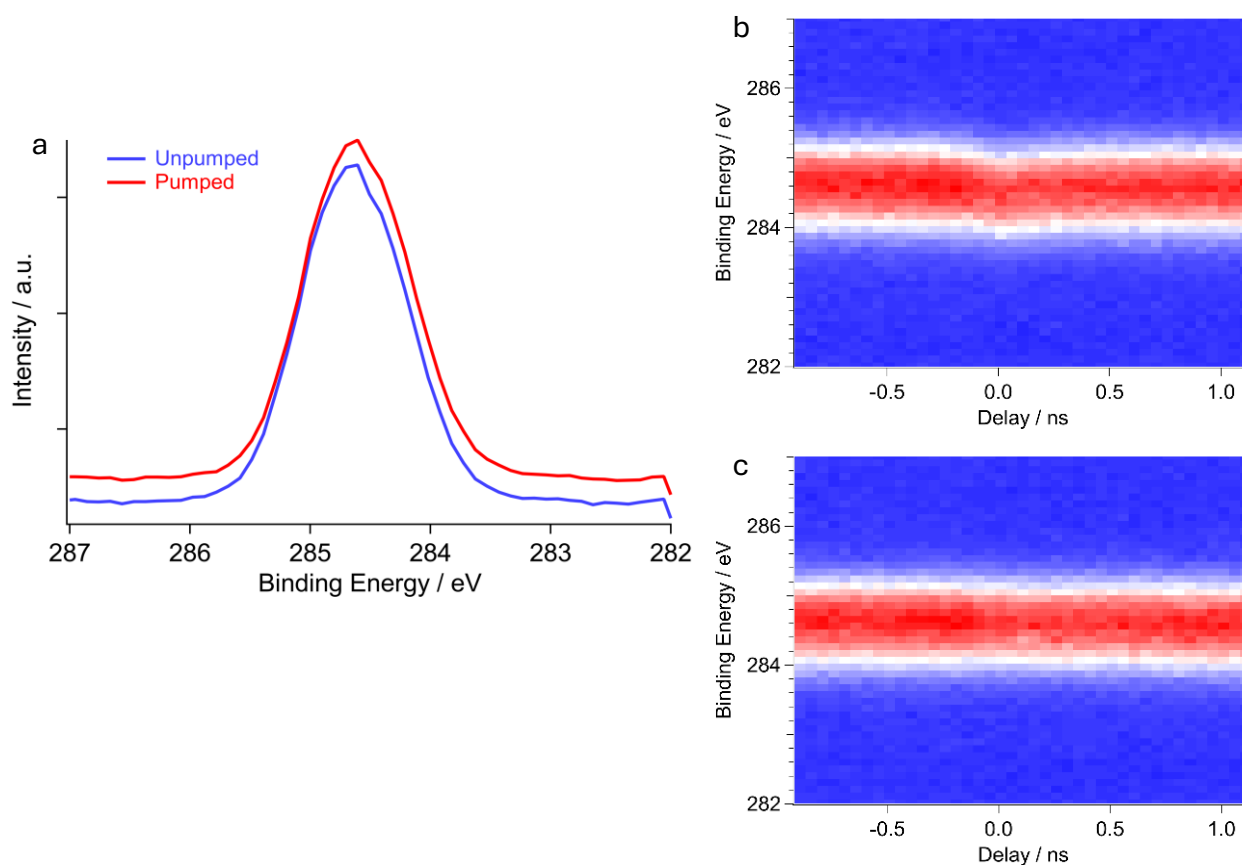 a
Unpumped
Pumped
Intensity / a.u.
287 286 285 284 283 282
Binding Energy / eV
b
Binding Energy / eV
286
284
282
-0.5 0.0 0.5 1.0
Delay / ns
c
Binding Energy / eV
286
284
282
-0.5 0.0 0.5 1.0
Delay / ns